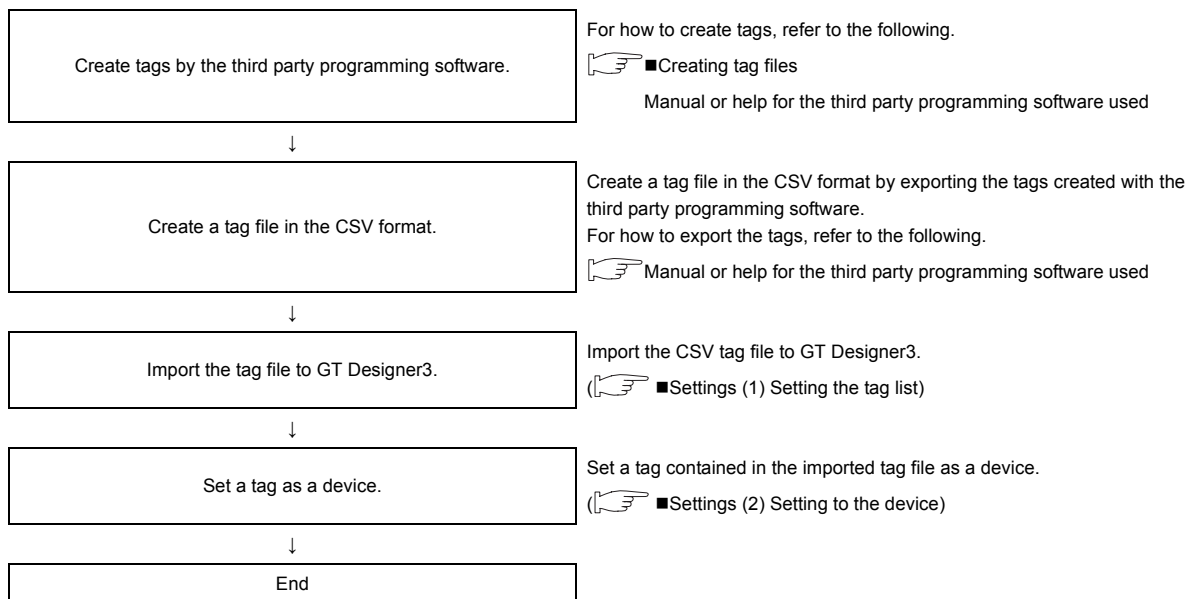 Create tags by the third party programming software.
For how to create tags, refer to the following.
■Creating tag files
Manual or help for the third party programming software used
↓
Create a tag file in the CSV format.
Create a tag file in the CSV format by exporting the tags created with the
third party programming software.
For how to export the tags, refer to the following.
Manual or help for the third party programming software used
↓
Import the tag file to GT Designer3.
Import the CSV tag file to GT Designer3.
( ■Settings (1) Setting the tag list)
↓
Set a tag as a device.
Set a tag contained in the imported tag file as a device.
( ■Settings (2) Setting to the device)
↓
End